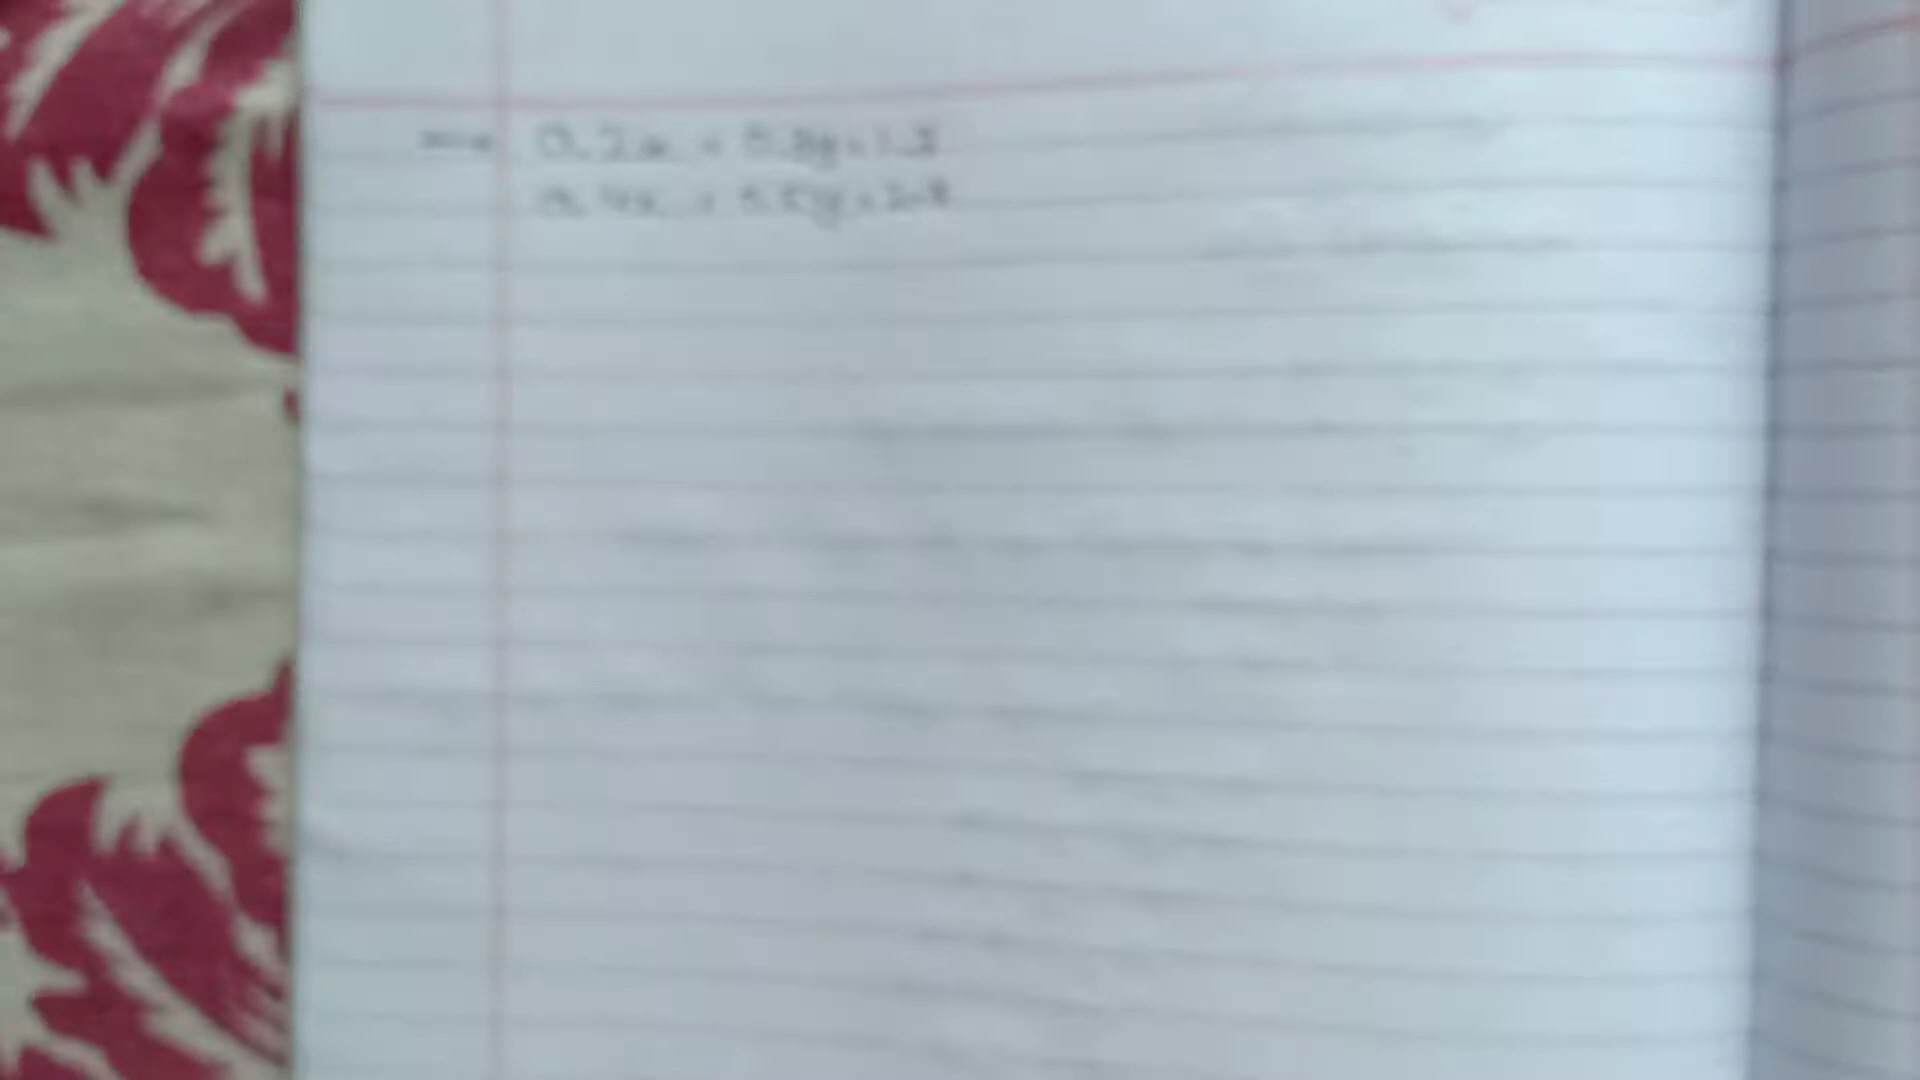 → 0.2x + 0.3y = 1.3
0.4x + 0.5y = 2.3